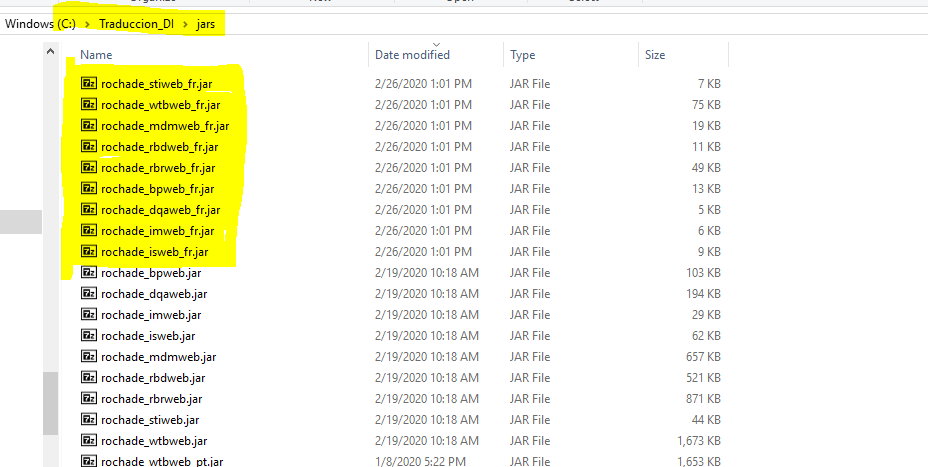 Windows (C:) > Traduccion_DI > jars
Name Date modified Type Size
rochade_stiweb_fr.jar 2/26/2020 1:01 PM JAR File 7 KB
rochade_wtbweb_fr.jar 2/26/2020 1:01 PM JAR File 75 KB
rochade_mdmweb_fr.jar 2/26/2020 1:01 PM JAR File 19 KB
rochade_rbdweb_fr.jar 2/26/2020 1:01 PM JAR File 11 KB
rochade_rbrweb_fr.jar 2/26/2020 1:01 PM JAR File 49 KB
rochade_bpweb_fr.jar 2/26/2020 1:01 PM JAR File 13 KB
rochade_dqaweb_fr.jar 2/26/2020 1:01 PM JAR File 5 KB
rochade_imweb_fr.jar 2/26/2020 1:01 PM JAR File 6 KB
rochade_isweb_fr.jar 2/26/2020 1:01 PM JAR File 9 KB
rochade_bpweb.jar 2/19/2020 10:18 AM JAR File 103 KB
rochade_dqaweb.jar 2/19/2020 10:18 AM JAR File 194 KB
rochade_imweb.jar 2/19/2020 10:18 AM JAR File 29 KB
rochade_isweb.jar 2/19/2020 10:18 AM JAR File 62 KB
rochade_mdmweb.jar 2/19/2020 10:18 AM JAR File 657 KB
rochade_rbdweb.jar 2/19/2020 10:18 AM JAR File 521 KB
rochade_rbrweb.jar 2/19/2020 10:18 AM JAR File 871 KB
rochade_stiweb.jar 2/19/2020 10:18 AM JAR File 44 KB
rochade_wtbweb.jar 2/19/2020 10:18 AM JAR File 1,673 KB
rochade_wtbweb_pt.jar 1/8/2020 5:22 PM JAR File 1,653 KB